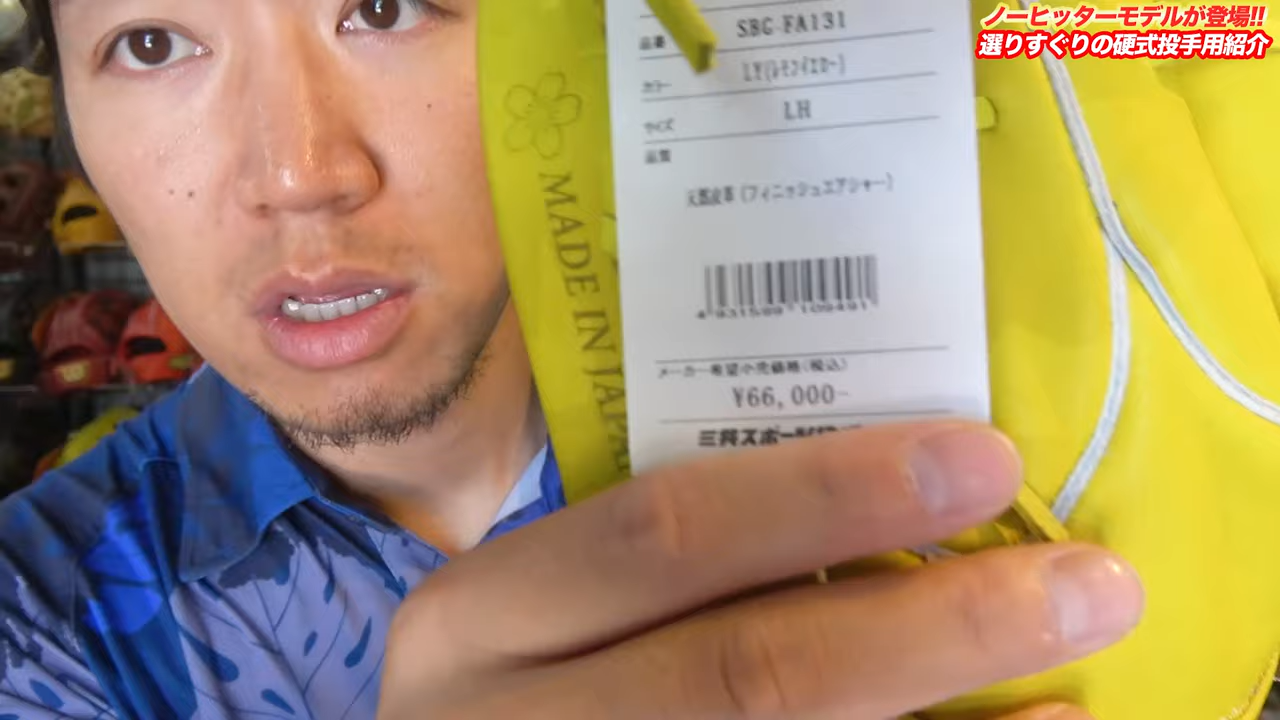 ノーヒッターモデルが登場!!
選りすぐりの硬式投手用紹介
品番 SBG-FA131
カラー LY(レモンイエロー)
サイズ LH
品質
天然皮革(フィニッシュエアシャー)
メーカー希望小売価格(税込)
¥66,000-
MADE IN JAPA